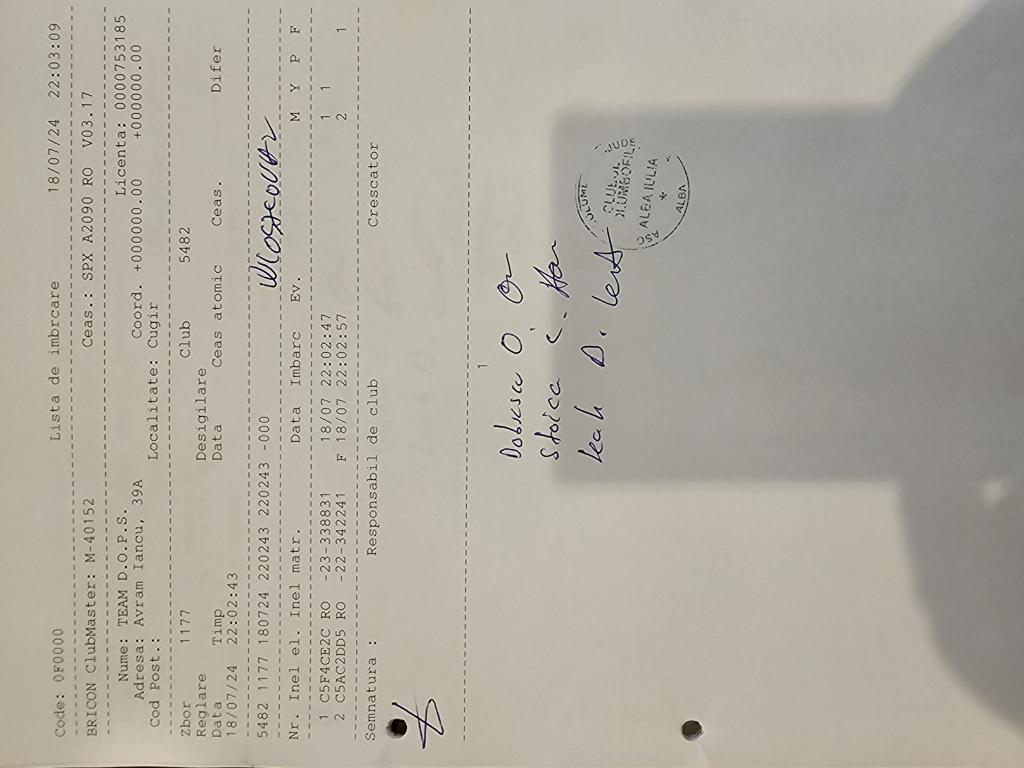 Code: 0F0000 Lista de imbrcare 18/07/24 22:03:09
BRICON ClubMaster: M-40152 Ceas.: SPX A2090 RO V03.17
Nume: TEAM D.O.P.S. Licenta: 0000753185
Adresa: Avram Iancu, 39A Coord. +000000.00 +000000.00
Cod Post.: Localitate: Cugir
Zbor 1177 Club 5482
Reglare Desigilare
Data Timp Data Ceas atomic Ceas. Difer
18/07/24 22:02:43
5482 1177 180724 220243 220243 -000
Nr. Inel el. Inel matr. Data Imbarc Ev. M Y P F
1 C5F4CE2C RO -23-338831 18/07 22:02:47 1 1
2 C5AC2DD5 RO -22-342241 F 18/07 22:02:57 2 1
Semnatura : Responsabil de club Crescator
1
Dobrescu O.
Stoica C.
Leah D.
CLUBUL
COLUMBOFIL
ALBA IULIA
ALBA